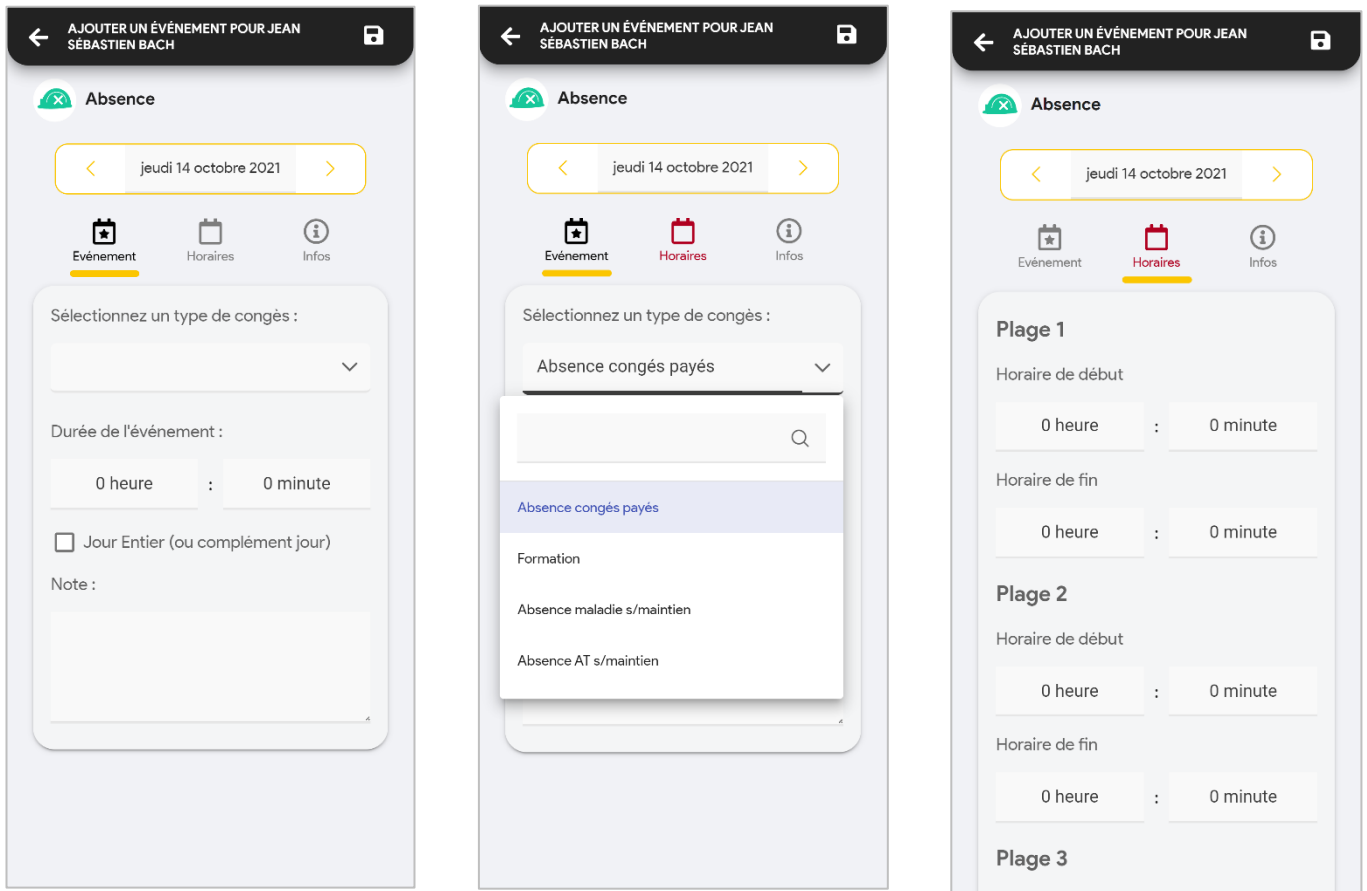 AJOUTER UN ÉVÉNEMENT POUR JEAN
SÉBASTIEN BACH
Absence
jeudi 14 octobre 2021
Evénement
Horaires
Infos
Sélectionnez un type de congès :
Durée de l'événement :
0 heure : 0 minute
Jour Entier (ou complément jour)
Note :
AJOUTER UN ÉVÉNEMENT POUR JEAN
SÉBASTIEN BACH
Absence
jeudi 14 octobre 2021
Evénement
Horaires
Infos
Sélectionnez un type de congès :
Absence congés payés
Absence congés payés
Formation
Absence maladie s/maintien
Absence AT s/maintien
AJOUTER UN ÉVÉNEMENT POUR JEAN
SÉBASTIEN BACH
Absence
jeudi 14 octobre 2021
Evénement
Horaires
Infos
Plage 1
Horaire de début
0 heure : 0 minute
Horaire de fin
0 heure : 0 minute
Plage 2
Horaire de début
0 heure : 0 minute
Horaire de fin
0 heure : 0 minute
Plage 3